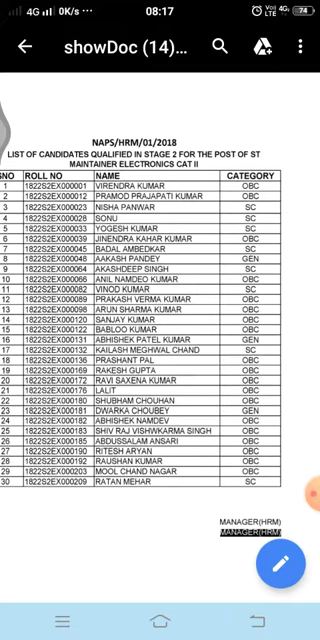 4G 0K/s ... 08:17 Voii LTE 4G 74
showDoc (14)...
NAPS/HRM/01/2018
LIST OF CANDIDATES QUALIFIED IN STAGE 2 FOR THE POST OF ST
MAINTAINER ELECTRONICS CAT II
SNO ROLL NO NAME CATEGORY
1 1822S2EX000001 VIRENDRA KUMAR OBC
2 1822S2EX000012 PRAMOD PRAJAPATI KUMAR OBC
3 1822S2EX000023 NISHA PANWAR SC
4 1822S2EX000028 SONU SC
5 1822S2EX000033 YOGESH KUMAR SC
6 1822S2EX000039 JINENDRA KAHAR KUMAR OBC
7 1822S2EX000045 BADAL AMBEDKAR SC
8 1822S2EX000048 AAKASH PANDEY GEN
9 1822S2EX000064 AKASHDEEP SINGH SC
10 1822S2EX000066 ANIL NAMDEO KUMAR OBC
11 1822S2EX000082 VINOD KUMAR SC
12 1822S2EX000089 PRAKASH VERMA KUMAR OBC
13 1822S2EX000098 ARUN SHARMA KUMAR OBC
14 1822S2EX000120 SANJAY KUMAR OBC
15 1822S2EX000122 BABLOO KUMAR OBC
16 1822S2EX000131 ABHISHEK PATEL KUMAR GEN
17 1822S2EX000132 KAILASH MEGHWAL CHAND SC
18 1822S2EX000136 PRASHANT PAL OBC
19 1822S2EX000169 RAKESH GUPTA OBC
20 1822S2EX000172 RAVI SAXENA KUMAR OBC
21 1822S2EX000176 LALIT OBC
22 1822S2EX000180 SHUBHAM CHOUHAN OBC
23 1822S2EX000181 DWARKA CHOUBEY GEN
24 1822S2EX000182 ABHISHEK NAMDEV OBC
25 1822S2EX000183 SHIV RAJ VISHWKARMA SINGH OBC
26 1822S2EX000185 ABDUSSALAM ANSARI OBC
27 1822S2EX000190 RITESH ARYAN OBC
28 1822S2EX000192 RAUSHAN KUMAR OBC
29 1822S2EX000203 MOOL CHAND NAGAR OBC
30 1822S2EX000209 RATAN MEHAR SC
MANAGER(HRM)
MANAGER(HRM)